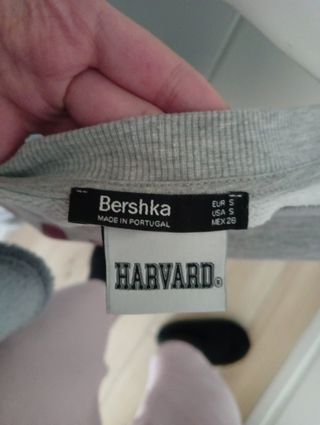 Bershka
MADE IN PORTUGAL
EUR S
USA S
MEX 26
HARVARD®